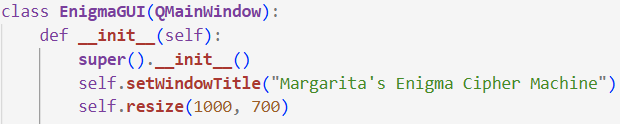 class EnigmaGUI(QMainWindow):
    def __init__(self):
        super().__init__()
        self.setWindowTitle("Margarita's Enigma Cipher Machine")
        self.resize(1000, 700)